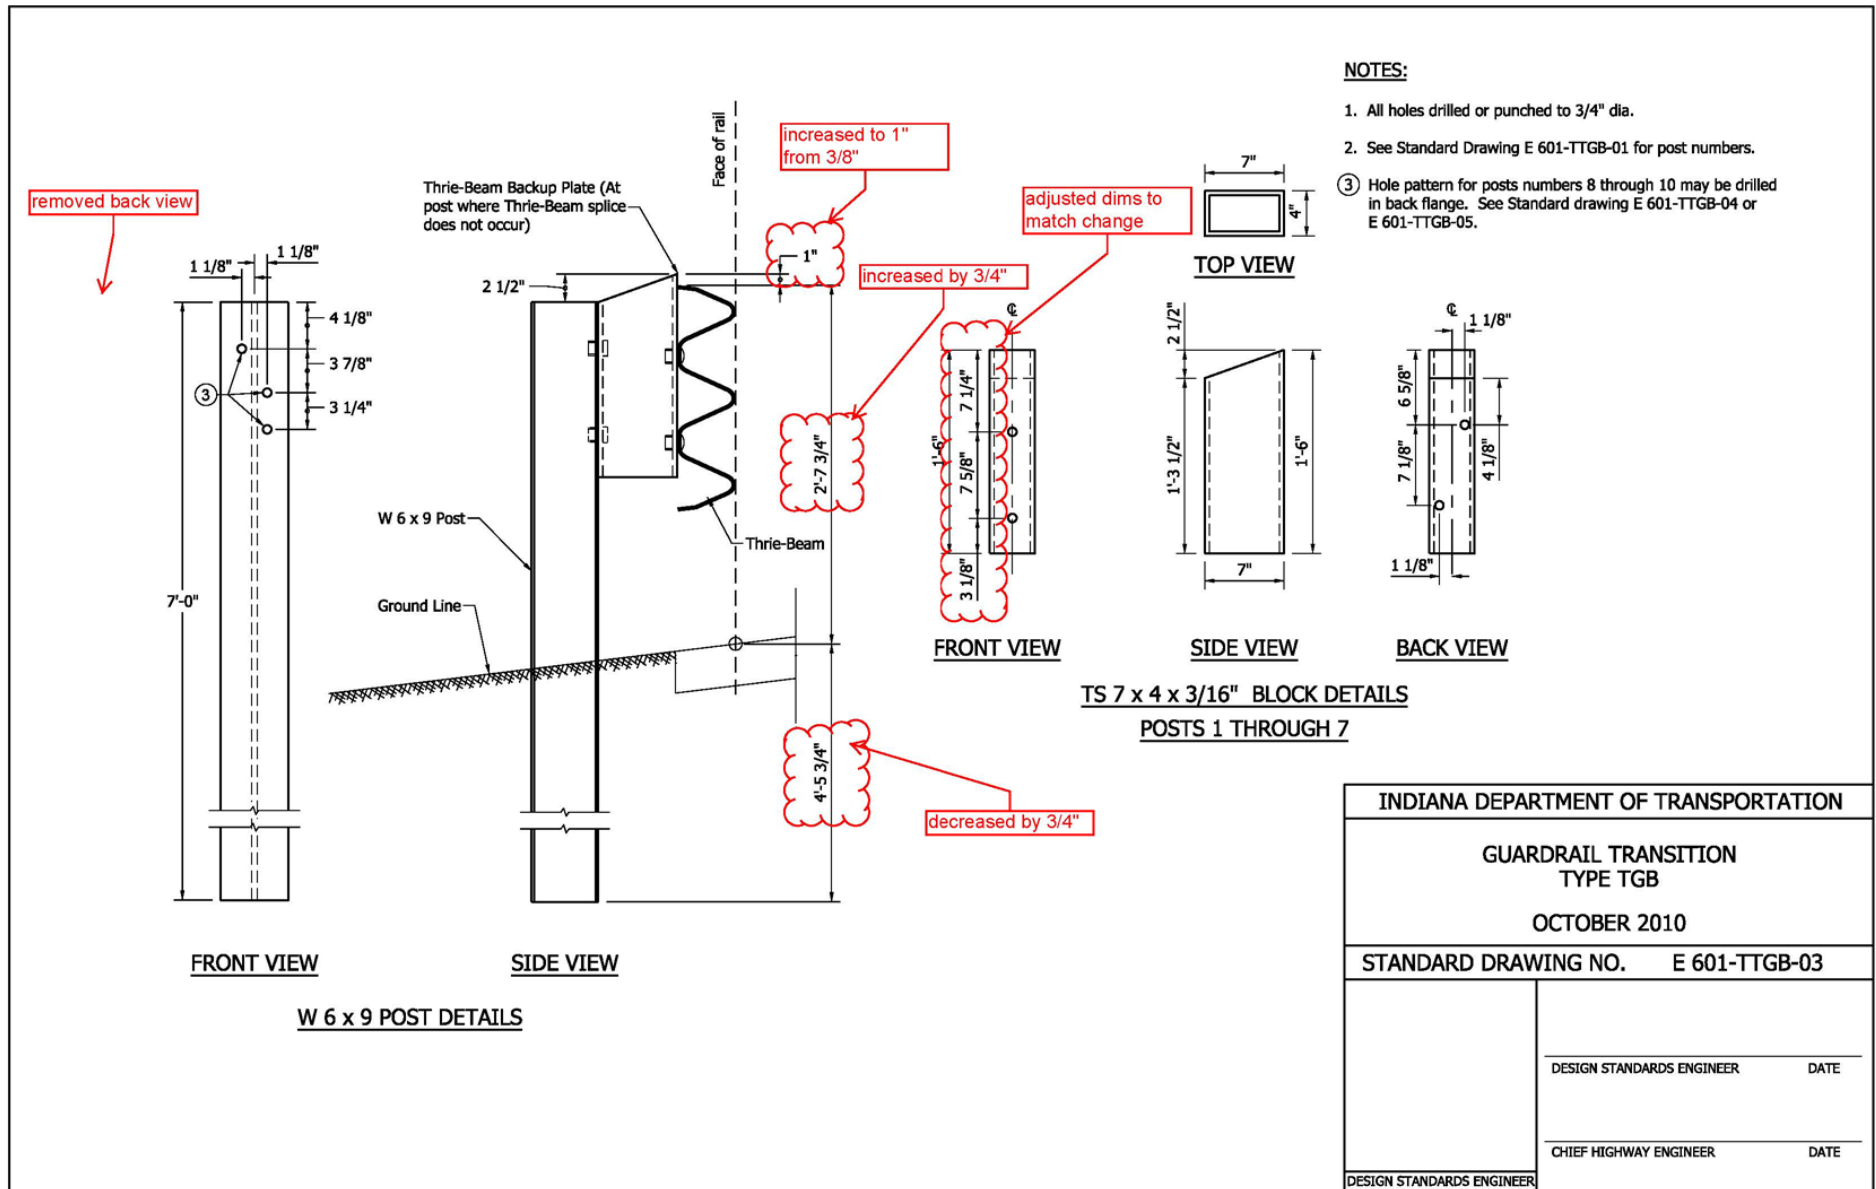 NOTES:
1. All holes drilled or punched to 3/4" dia.
2. See Standard Drawing E 601-TTGB-01 for post numbers.
3 Hole pattern for posts numbers 8 through 10 may be drilled
in back flange. See Standard drawing E 601-TTGB-04 or
E 601-TTGB-05.
removed back view
1 1/8"
1 1/8"
4 1/8"
3 7/8"
3 1/4"
3
7'-0"
FRONT VIEW
Thrie-Beam Backup Plate (At
post where Thrie-Beam splice
does not occur)
2 1/2"
Face of rail
increased to 1"
from 3/8"
1"
increased by 3/4"
2'-7 3/4"
W 6 x 9 Post
Thrie-Beam
Ground Line
4'-5 3/4"
decreased by 3/4"
SIDE VIEW
W 6 x 9 POST DETAILS
adjusted dims to
match change
7"
4"
TOP VIEW
℄
1'-6"
7 1/4"
7 5/8"
3 1/8"
FRONT VIEW
2 1/2"
1'-3 1/2"
1'-6"
7"
SIDE VIEW
℄
1 1/8"
6 5/8"
7 1/8"
4 1/8"
1 1/8"
BACK VIEW
TS 7 x 4 x 3/16" BLOCK DETAILS
POSTS 1 THROUGH 7
INDIANA DEPARTMENT OF TRANSPORTATION
GUARDRAIL TRANSITION
TYPE TGB
OCTOBER 2010
STANDARD DRAWING NO. E 601-TTGB-03
DESIGN STANDARDS ENGINEER DATE
CHIEF HIGHWAY ENGINEER DATE
DESIGN STANDARDS ENGINEER